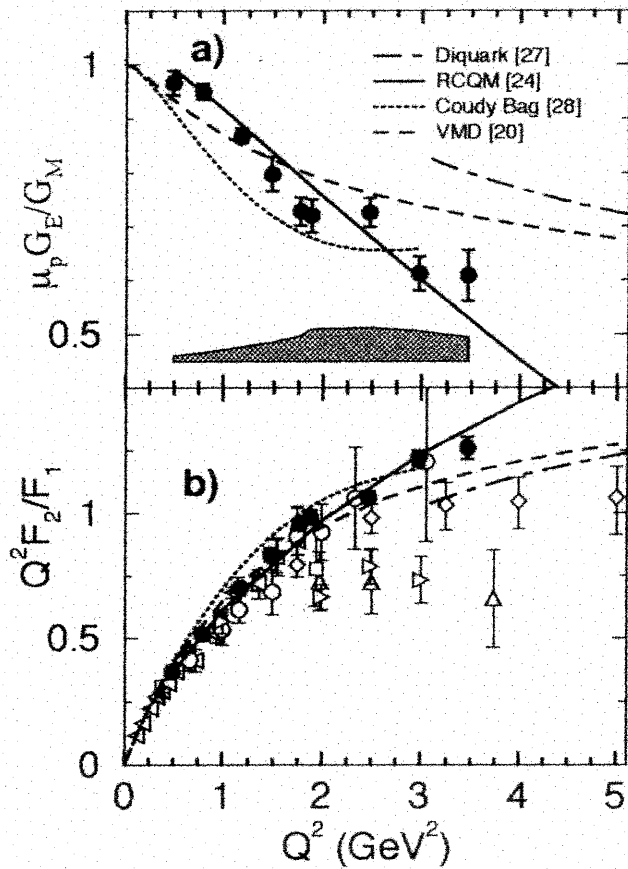 a)
Diquark [27]
RCQM [24]
Coudy Bag [28]
VMD [20]
1
0.5
μpG_E/G_M
b)
1
0.5
0
Q²F₂/F₁
0 1 2 3 4 5
Q² (GeV²)